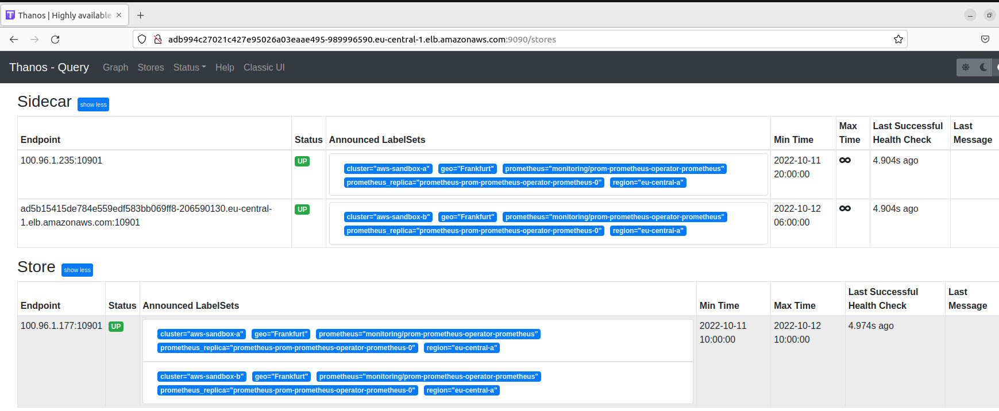 Thanos | Highly available
adb994c27021c427e95026a03eaae495-989996590.eu-central-1.elb.amazonaws.com:9090/stores
Thanos - Query Graph Stores Status Help Classic UI
Sidecar show less
Endpoint Status Announced LabelSets Min Time Max Time Last Successful Health Check Last Message
100.96.1.235:10901 UP
cluster="aws-sandbox-a" geo="Frankfurt" prometheus="monitoring/prom-prometheus-operator-prometheus"
prometheus_replica="prometheus-prom-prometheus-operator-prometheus-0" region="eu-central-a"
2022-10-11 20:00:00 ∞ 4.904s ago
ad5b15415de784e559edf583bb069ff8-206590130.eu-central-
1.elb.amazonaws.com:10901
UP
cluster="aws-sandbox-b" geo="Frankfurt" prometheus="monitoring/prom-prometheus-operator-prometheus"
prometheus_replica="prometheus-prom-prometheus-operator-prometheus-0" region="eu-central-a"
2022-10-12 06:00:00 ∞ 4.904s ago
Store show less
Endpoint Status Announced LabelSets Min Time Max Time Last Successful Health Check Last Message
100.96.1.177:10901 UP
cluster="aws-sandbox-a" geo="Frankfurt" prometheus="monitoring/prom-prometheus-operator-prometheus"
prometheus_replica="prometheus-prom-prometheus-operator-prometheus-0" region="eu-central-a"
cluster="aws-sandbox-b" geo="Frankfurt" prometheus="monitoring/prom-prometheus-operator-prometheus"
prometheus_replica="prometheus-prom-prometheus-operator-prometheus-0" region="eu-central-a"
2022-10-11 10:00:00 2022-10-12 10:00:00 4.974s ago